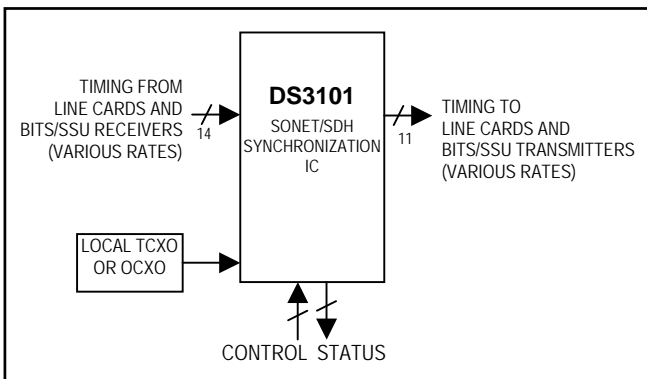 TIMING FROM
LINE CARDS AND
BITS/SSU RECEIVERS
(VARIOUS RATES)
14
DS3101
SONET/SDH
SYNCHRONIZATION
IC
11
TIMING TO
LINE CARDS AND
BITS/SSU TRANSMITTERS
(VARIOUS RATES)
LOCAL TCXO
OR OCXO
CONTROL STATUS